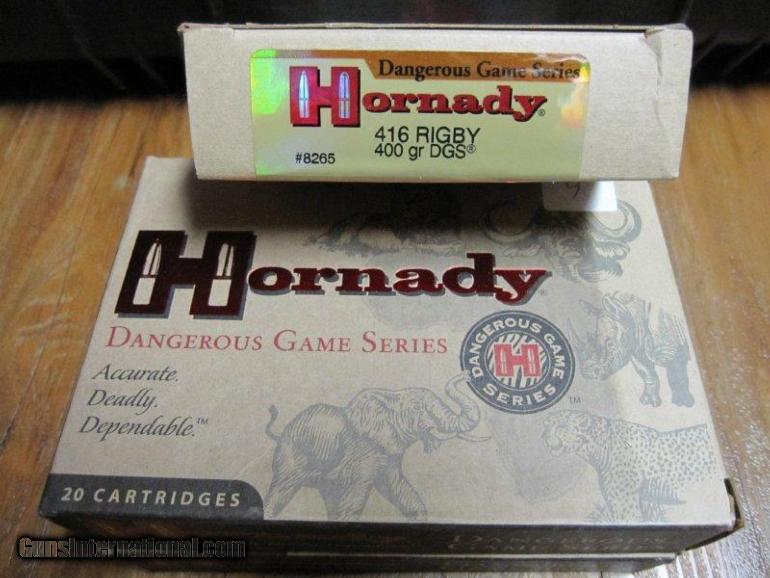 Dangerous Game Series
Hornady®
416 RIGBY
400 gr DGS®
#8265
Hornady®
DANGEROUS GAME SERIES
Accurate.
Deadly.
Dependable.™
DANGEROUS GAME
H
SERIES
™
20 CARTRIDGES
GunsInternational.com